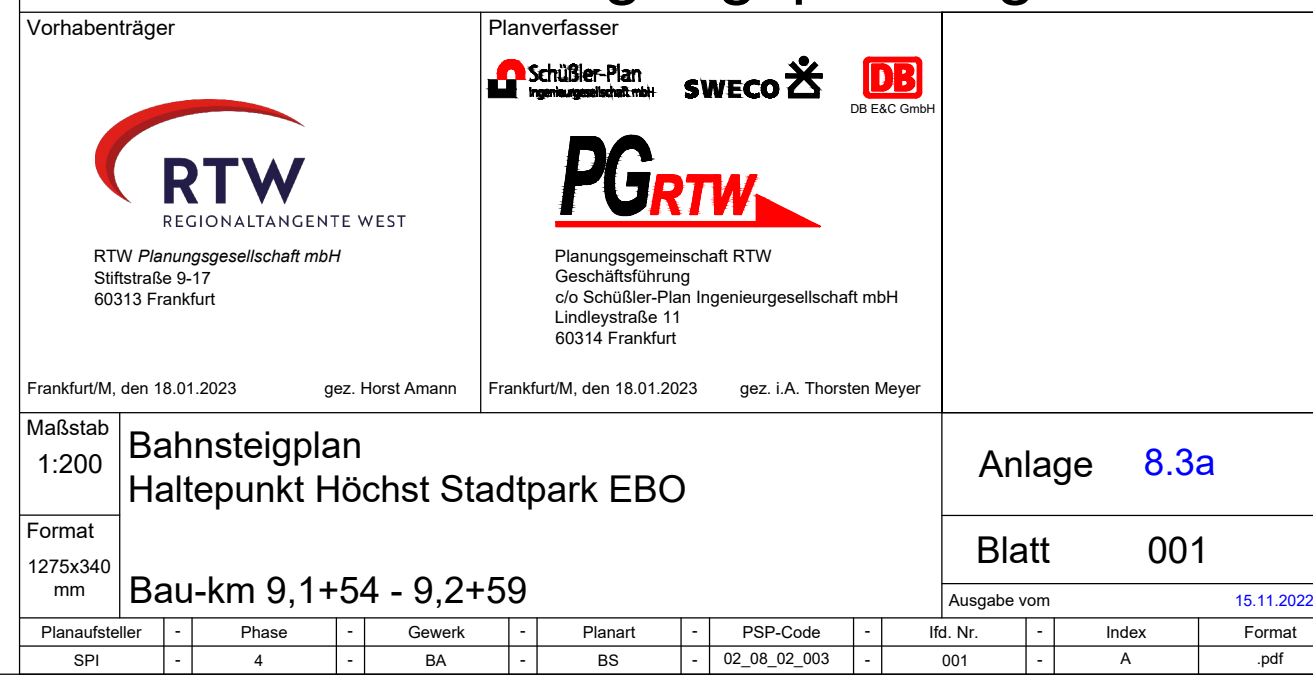 Vorhabenträger
RTW
REGIONALTANGENTE WEST
RTW Planungsgesellschaft mbH
Stiftstraße 9-17
60313 Frankfurt
Frankfurt/M, den 18.01.2023 gez. Horst Amann
Planverfasser
Schüßler-Plan
Ingenieurgesellschaft mbH
SWECO
DB
DB E&C GmbH
PGRTW
Planungsgemeinschaft RTW
Geschäftsführung
c/o Schüßler-Plan Ingenieurgesellschaft mbH
Lindleystraße 11
60314 Frankfurt
Frankfurt/M, den 18.01.2023 gez. i.A. Thorsten Meyer
Maßstab
1:200
Bahnsteigplan
Haltepunkt Höchst Stadtpark EBO
Bau-km 9,1+54 - 9,2+59
Format
1275x340
mm
Anlage 8.3a
Blatt 001
Ausgabe vom 15.11.2022
Planaufsteller - Phase - Gewerk - Planart - PSP-Code - lfd. Nr. - Index Format
SPI - 4 - BA - BS - 02_08_02_003 - 001 - A .pdf